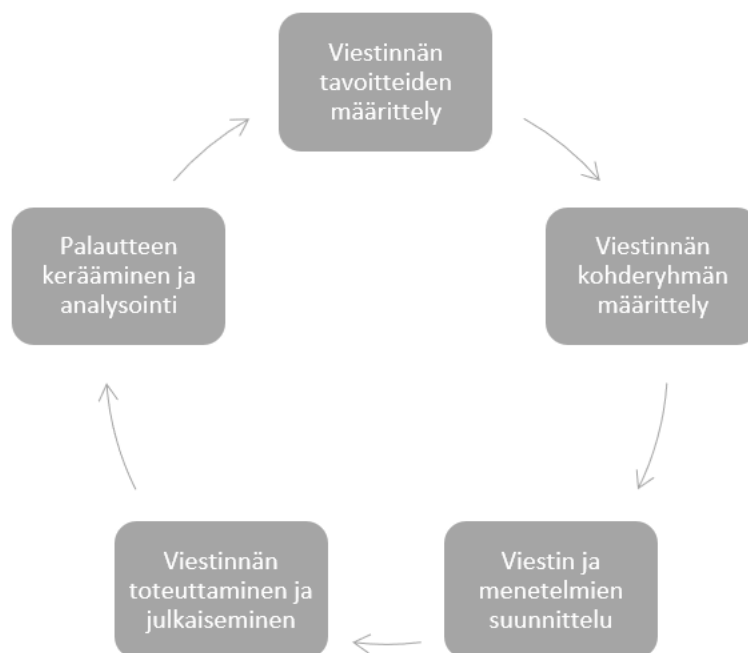 Viestinnän
tavoitteiden
määrittely
Viestinnän
kohderyhmän
määrittely
Viestin ja
menetelmien
suunnittelu
Viestinnän
toteuttaminen ja
julkaiseminen
Palautteen
kerääminen ja
analysointi